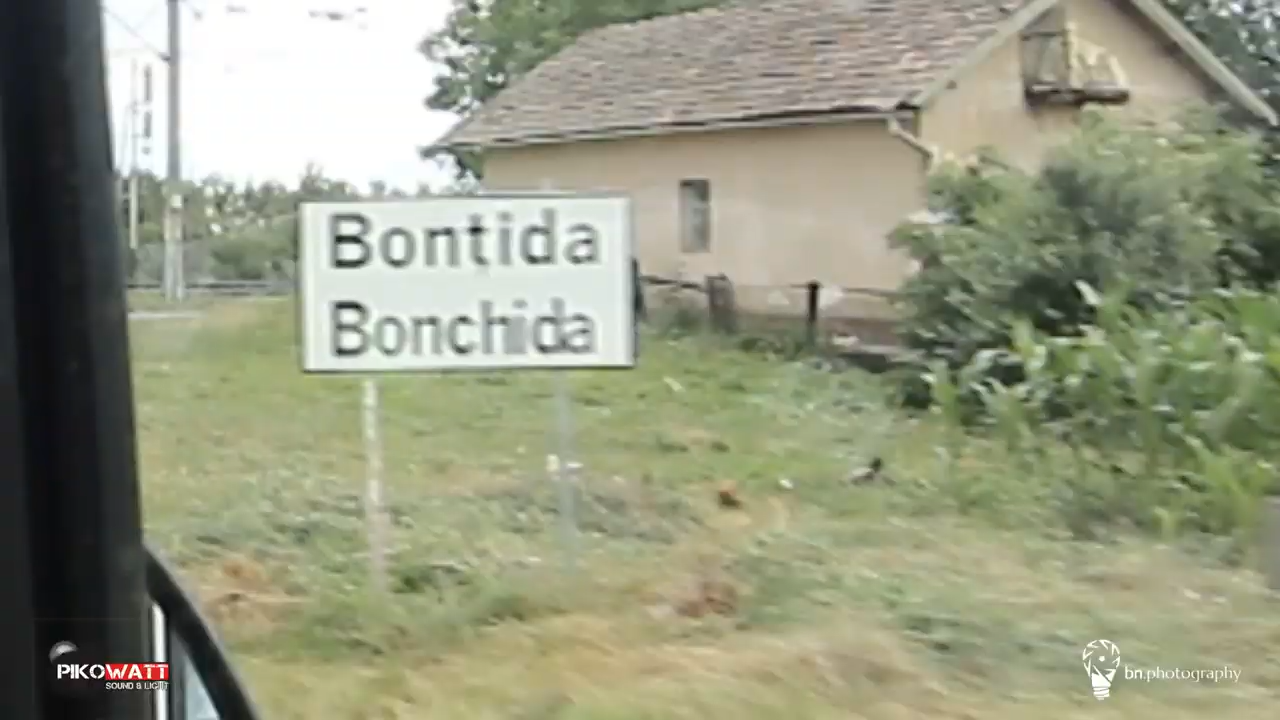 Bontida
Bonchida
PIKOWATT
SOUND & LIGHT
bn.photography